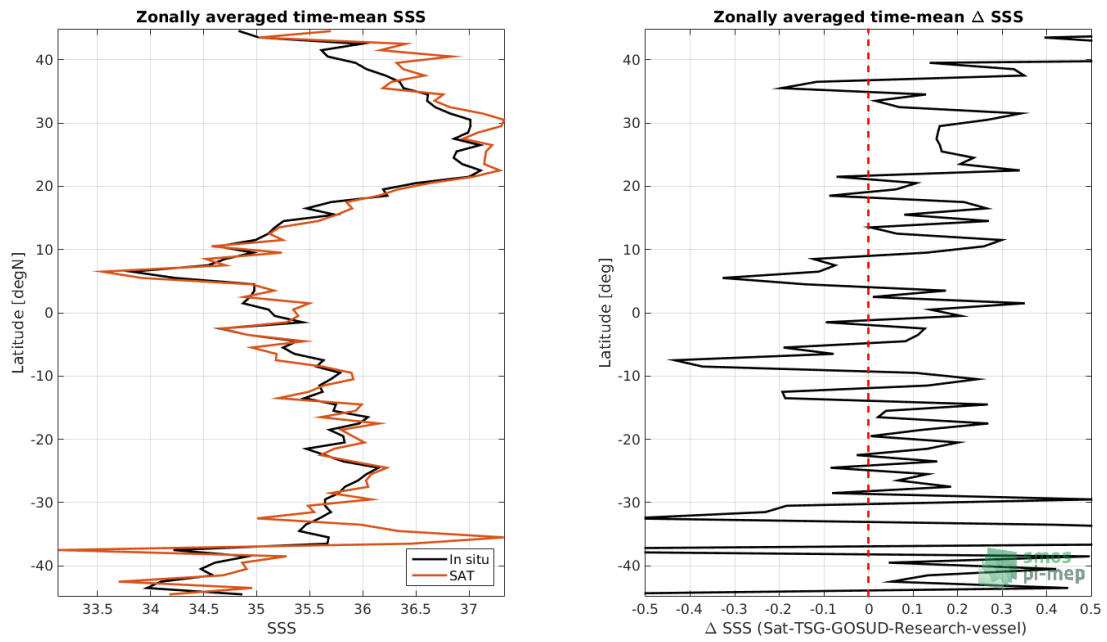 Zonally averaged time-mean SSS
40
30
20
10
0
-10
-20
-30
-40
Latitude [degN]
33.5 34 34.5 35 35.5 36 36.5 37
SSS
In situ
SAT
Zonally averaged time-mean Δ SSS
40
30
20
10
0
-10
-20
-30
-40
Latitude [deg]
-0.5 -0.4 -0.3 -0.2 -0.1 0 0.1 0.2 0.3 0.4 0.5
Δ SSS (Sat-TSG-GOSUD-Research-vessel)
smos
pi-mep